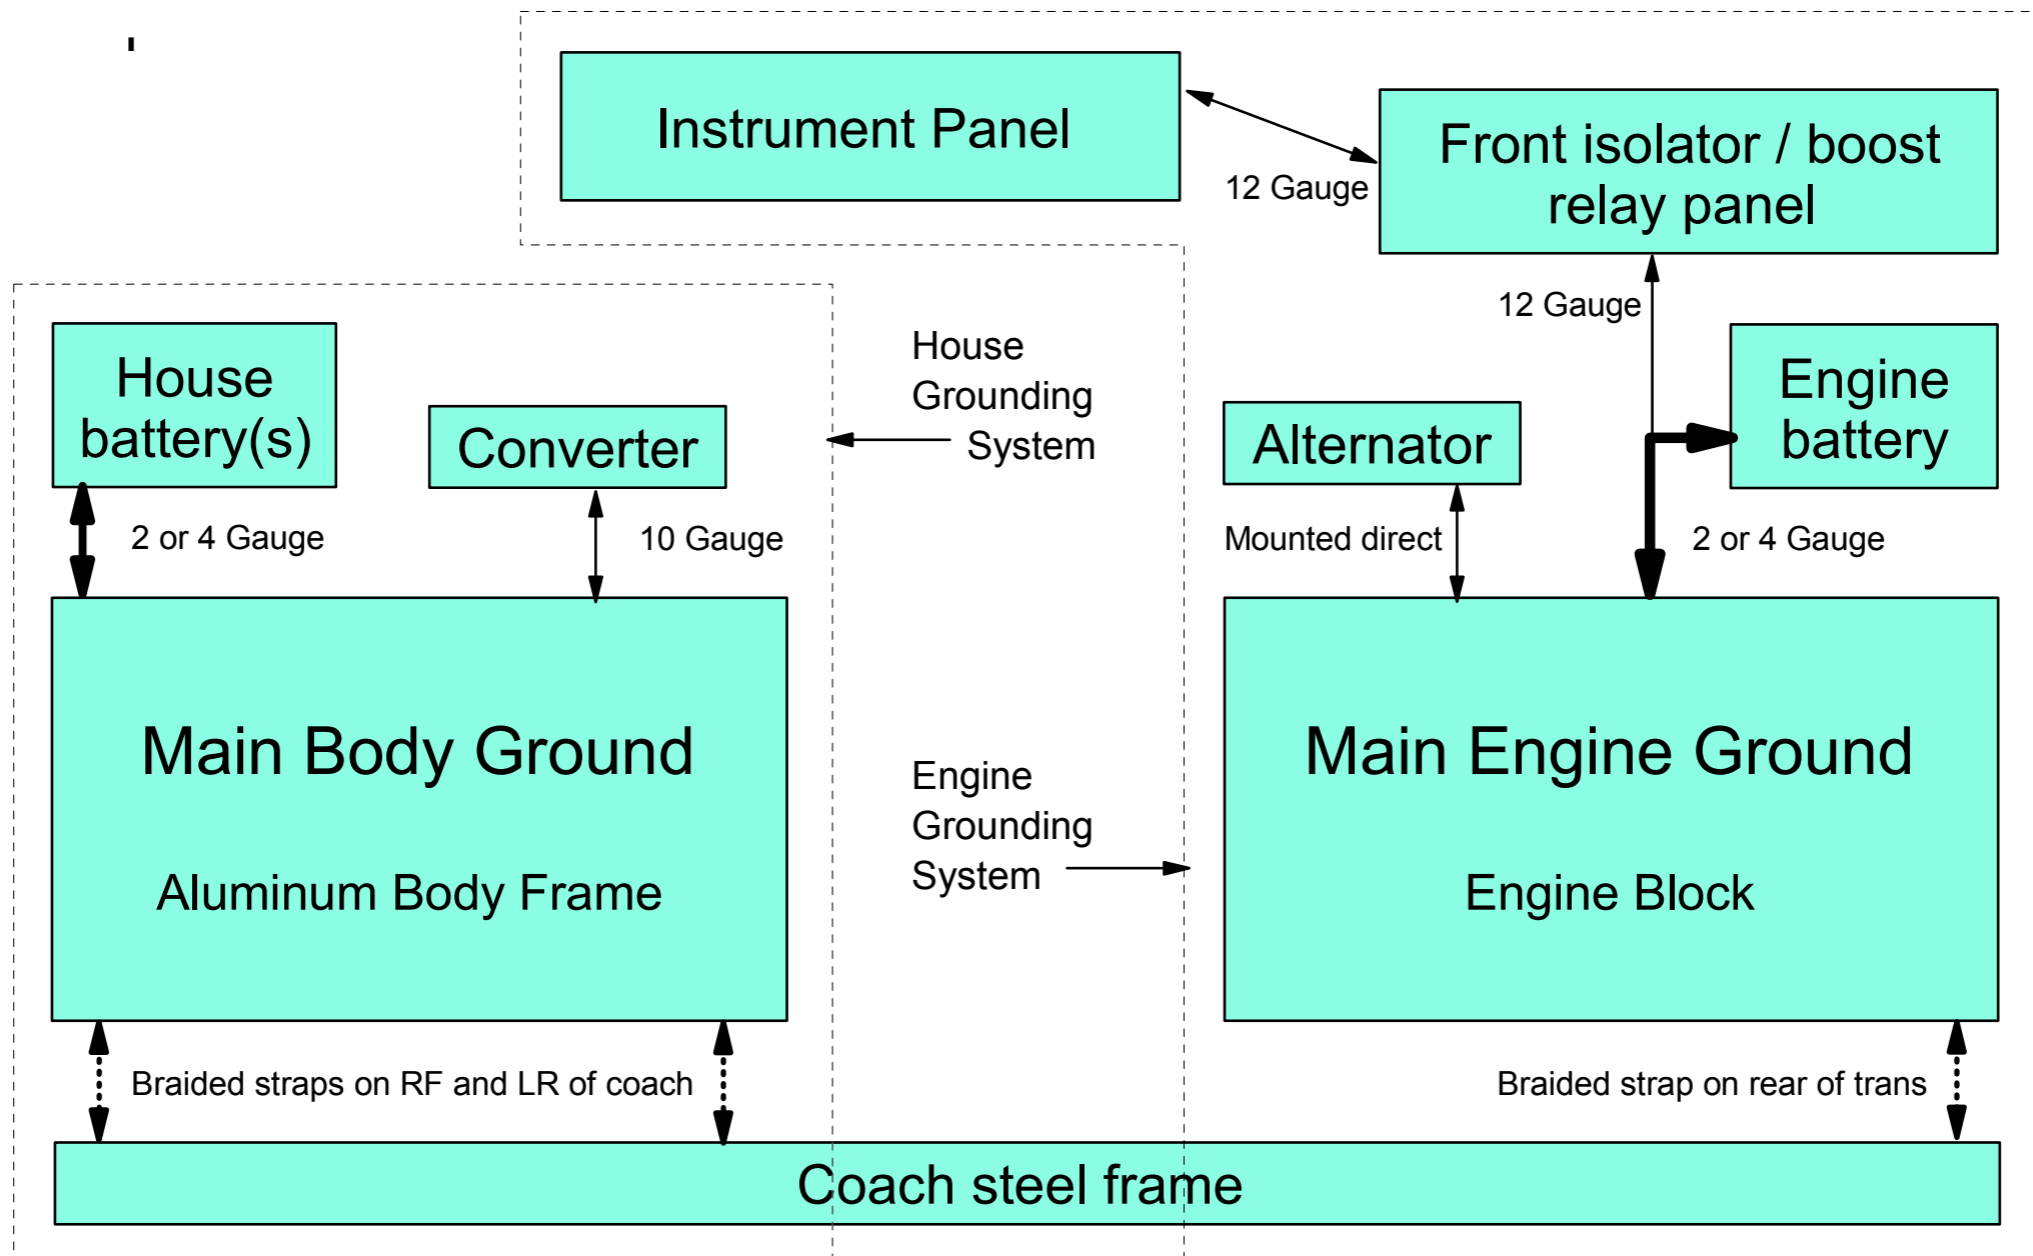 Instrument Panel
Front isolator / boost
relay panel
12 Gauge
12 Gauge
House
battery(s)
Converter
House
Grounding
System
Alternator
Engine
battery
2 or 4 Gauge
10 Gauge
Mounted direct
2 or 4 Gauge
Main Body Ground
Aluminum Body Frame
Engine
Grounding
System
Main Engine Ground
Engine Block
Braided straps on RF and LR of coach
Braided strap on rear of trans
Coach steel frame